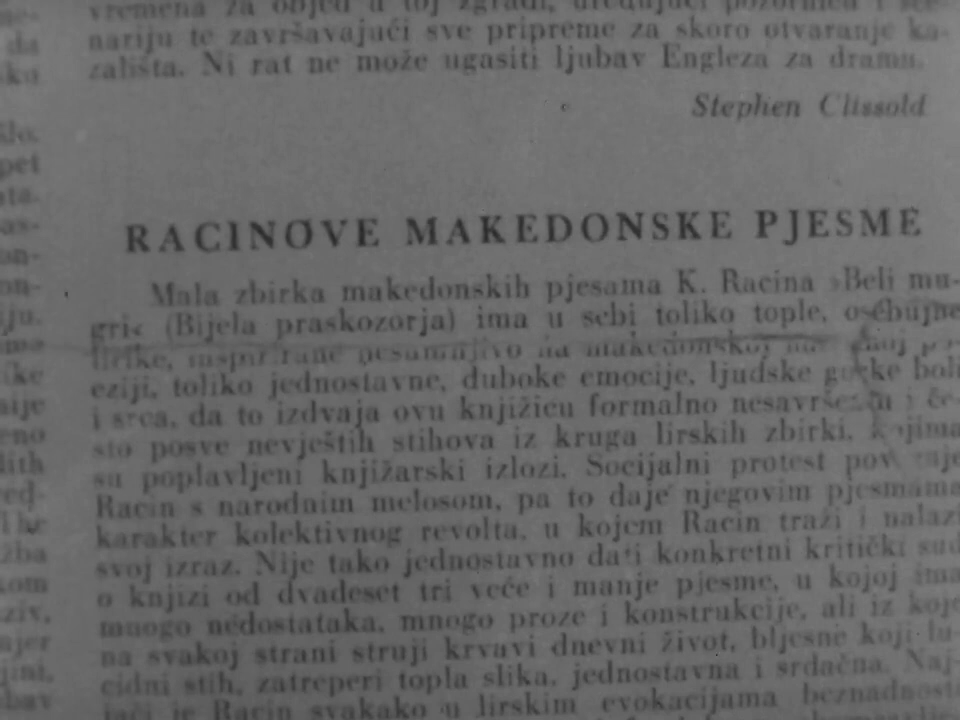 vremena za objed u toj zgradi, uređujući pozornicu i sce-
nariju te završavajući sve pripreme za skoro otvaranje ka-
zališta. Ni rat ne može ugasiti ljubav Engleza za dramu.
Stephen Clissold
RACINOVE MAKEDONSKE PJESME
Mala zbirka makedonskih pjesama K. Racina »Beli mu-
gri« (Bijela praskozorja) ima u sebi toliko tople, osebujne
lirike, inspirirane nesumnjivo na makedonskoj
eziji, toliko jednostavne, duboke emocije, ljudske gorke boli
i srca, da to izdvaja ovu knjižicu formalno nesavršenih i če-
sto posve nevještih stihova iz kruga lirskih zbirki, kojima
su poplavljeni knjižarski izlozi. Socijalni protest
Racin s narodnim melosom, pa to daje njegovim pjesmama
karakter kolektivnog revolta, u kojem Racin traži i nalazi
svoj izraz. Nije tako jednostavno dati konkretni kritički sud
o knjizi od dvadeset tri veće i manje pjesme, u kojoj ima
mnogo nedostataka, mnogo proze i konstrukcije, ali iz koje
na svakoj strani struji krvavi dnevni život, bljesne koji lu-
cidni stih, zatreperi topla slika, jednostavna i srdačna. Naj-
jači je Racin svakako u lirskim evokacijama beznadnosti